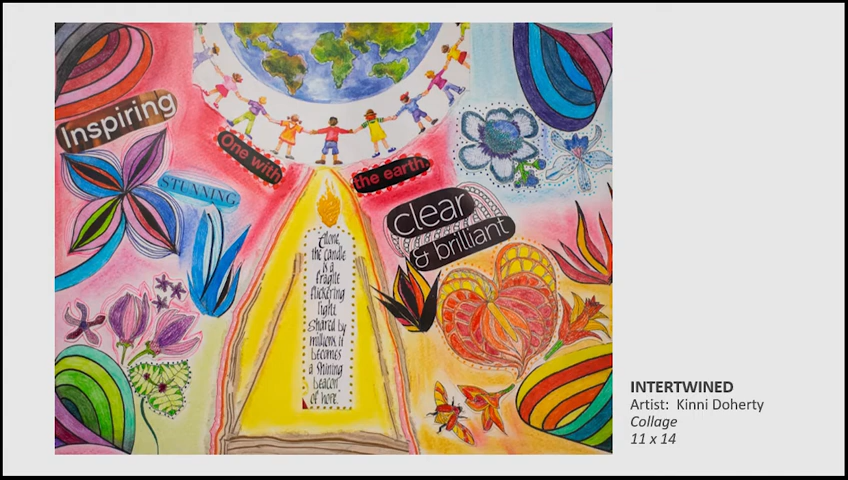 Inspiring
One with
the earth.
STUNNING
clear
& brilliant
"Alone,
the candle
is a
fragile
flickering
light
Shared by
millions it
becomes
a shining
beacon
of hope."
INTERTWINED
Artist: Kinni Doherty
Collage
11 x 14